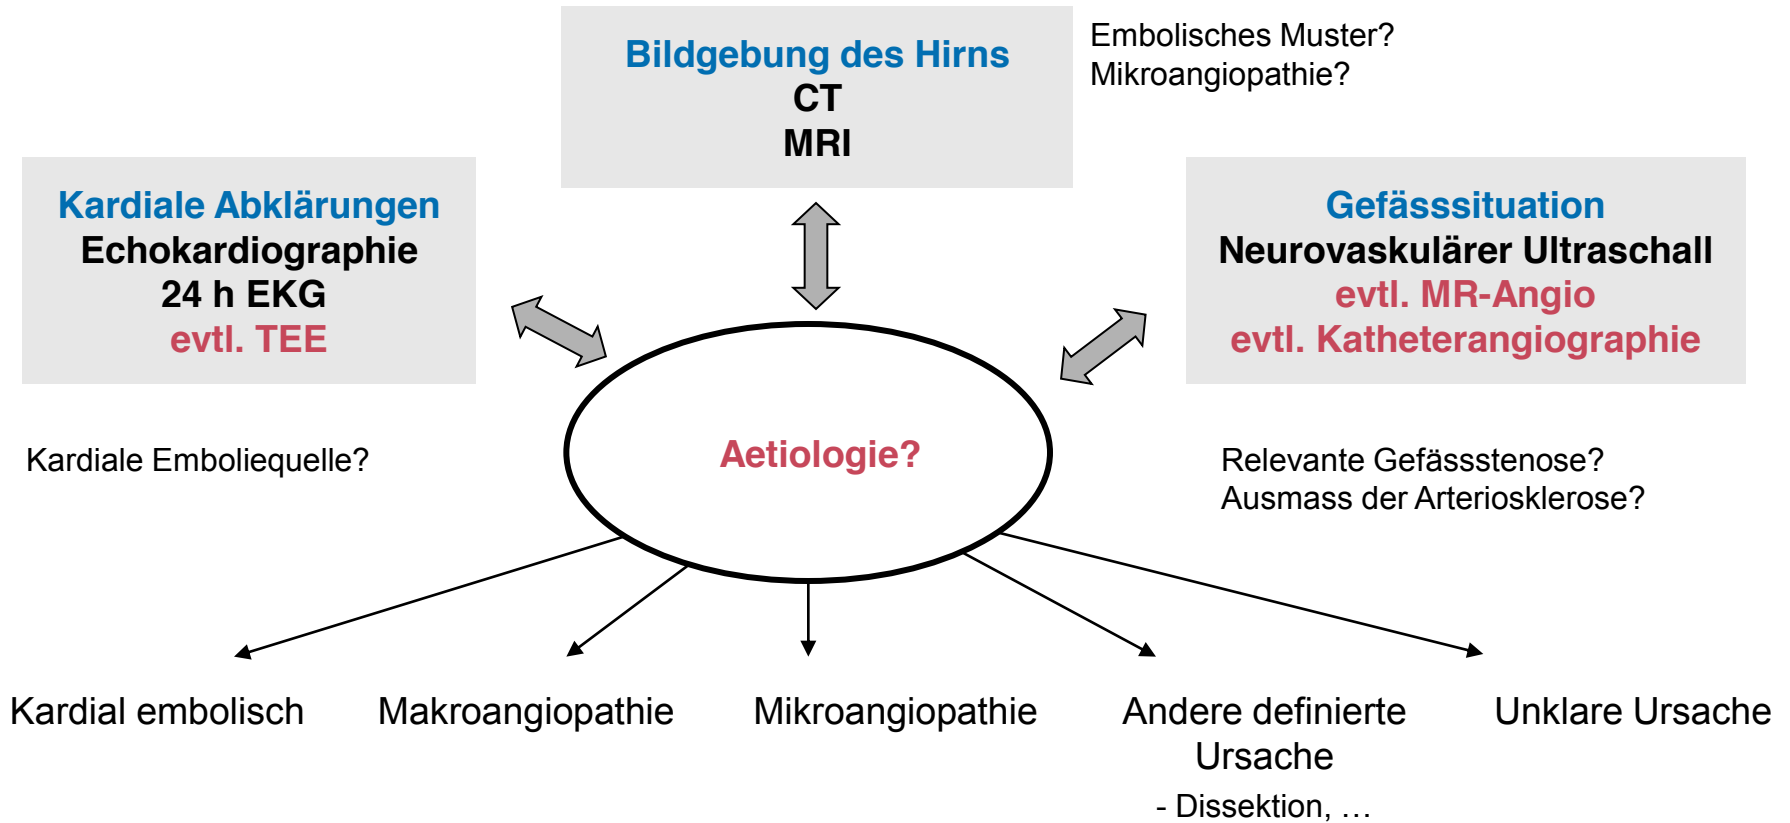 Bildgebung des Hirns
CT
MRI
Embolisches Muster?
Mikroangiopathie?
Kardiale Abklärungen
Echokardiographie
24 h EKG
evtl. TEE
Kardiale Emboliequelle?
Gefässsituation
Neurovaskulärer Ultraschall
evtl. MR-Angio
evtl. Katheterangiographie
Relevante Gefässstenose?
Ausmass der Arteriosklerose?
Aetiologie?
Kardial embolisch
Makroangiopathie
Mikroangiopathie
Andere definierte
Ursache
- Dissektion, …
Unklare Ursache